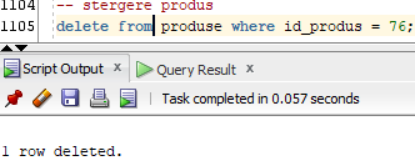 1104 -- stergere produs
1105 delete from produse where id_produs = 76;
Script Output x Query Result x
Task completed in 0.057 seconds
1 row deleted.